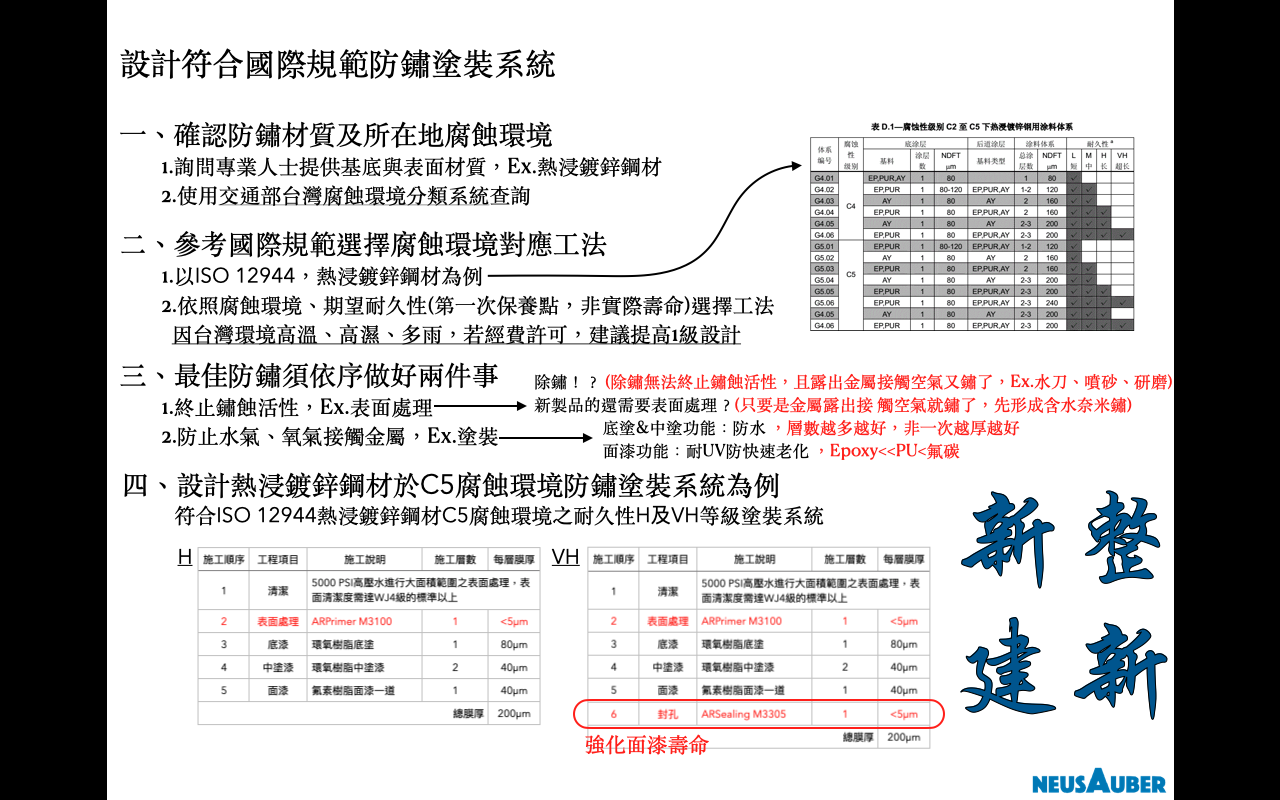 設計符合國際規範防鏽塗裝系統
一、確認防鏽材質及所在地腐蝕環境
1.詢問專業人士提供基底與表面材質，Ex.熱浸鍍鋅鋼材
2.使用交通部台灣腐蝕環境分類系統查詢
二、參考國際規範選擇腐蝕環境對應工法
1.以ISO 12944，熱浸鍍鋅鋼材為例
2.依照腐蝕環境、期望耐久性(第一次保養點，非實際壽命)選擇工法
因台灣環境高溫、高濕、多雨，若經費許可，建議提高1級設計
表 D.1—腐蚀性级别 C2 至 C5 下热浸镀锌钢用涂料体系
体系编号 腐蚀性级别 底涂层 后道涂层 涂料体系 耐久性 a
基料 涂层数 NDFT μm 基料类型 总涂层数 NDFT μm L 短 M 中 H 长 VH 超长
G4.01 C4 EP,PUR,AY 1 80 1 80 ✓
G4.02 EP,PUR 1 80-120 EP,PUR,AY 1-2 120 ✓ ✓
G4.03 AY 1 80 AY 2 160 ✓ ✓
G4.04 EP,PUR 1 80 EP,PUR,AY 2 160 ✓ ✓ ✓
G4.05 AY 1 80 AY 2-3 200 ✓ ✓ ✓
G4.06 EP,PUR 1 80 EP,PUR,AY 2-3 200 ✓ ✓ ✓ ✓
G5.01 C5 EP,PUR 1 80-120 EP,PUR,AY 1-2 120 ✓
G5.02 AY 1 80 AY 2 160 ✓
G5.03 EP,PUR 1 80 EP,PUR,AY 2 160 ✓ ✓
G5.04 AY 1 80 AY 2-3 200 ✓ ✓
G5.05 EP,PUR 1 80 EP,PUR,AY 2-3 200 ✓ ✓ ✓
G5.06 EP,PUR 1 80 EP,PUR,AY 2-3 240 ✓ ✓ ✓ ✓
G4.05 AY 1 80 AY 2-3 200 ✓ ✓ ✓
G4.06 EP,PUR 1 80 EP,PUR,AY 2-3 200 ✓ ✓ ✓ ✓
三、最佳防鏽須依序做好兩件事
1.終止鏽蝕活性，Ex.表面處理
2.防止水氣、氧氣接觸金屬，Ex.塗裝
除鏽！？(除鏽無法終止鏽蝕活性，且露出金屬接觸空氣又鏽了，Ex.水刀、噴砂、研磨)
新製品的還需要表面處理？(只要是金屬露出接 觸空氣就鏽了，先形成含水奈米鏽)
底塗&中塗功能：防水，層數越多越好，非一次越厚越好
面漆功能：耐UV防快速老化，Epoxy<<PU<氟碳
四、設計熱浸鍍鋅鋼材於C5腐蝕環境防鏽塗裝系統為例
符合ISO 12944熱浸鍍鋅鋼材C5腐蝕環境之耐久性H及VH等級塗裝系統
H
施工順序 工程項目 施工說明 施工層數 每層膜厚
1 清潔 5000 PSI高壓水進行大面積範圍之表面處理，表
面清潔度需達WJ4級的標準以上
2 表面處理 ARPrimer M3100 1 <5μm
3 底漆 環氧樹脂底塗 1 80μm
4 中塗漆 環氧樹脂中塗漆 2 40μm
5 面漆 氟素樹脂面漆一道 1 40μm
總膜厚 200μm
VH
施工順序 工程項目 施工說明 施工層數 每層膜厚
1 清潔 5000 PSI高壓水進行大面積範圍之表面處理，表
面清潔度需達WJ4級的標準以上
2 表面處理 ARPrimer M3100 1 <5μm
3 底漆 環氧樹脂底塗 1 80μm
4 中塗漆 環氧樹脂中塗漆 2 40μm
5 面漆 氟素樹脂面漆一道 1 40μm
6 封孔 ARSealing M3305 1 <5μm
總膜厚 200μm
強化面漆壽命
新 整
建 新
NEUSAUBER